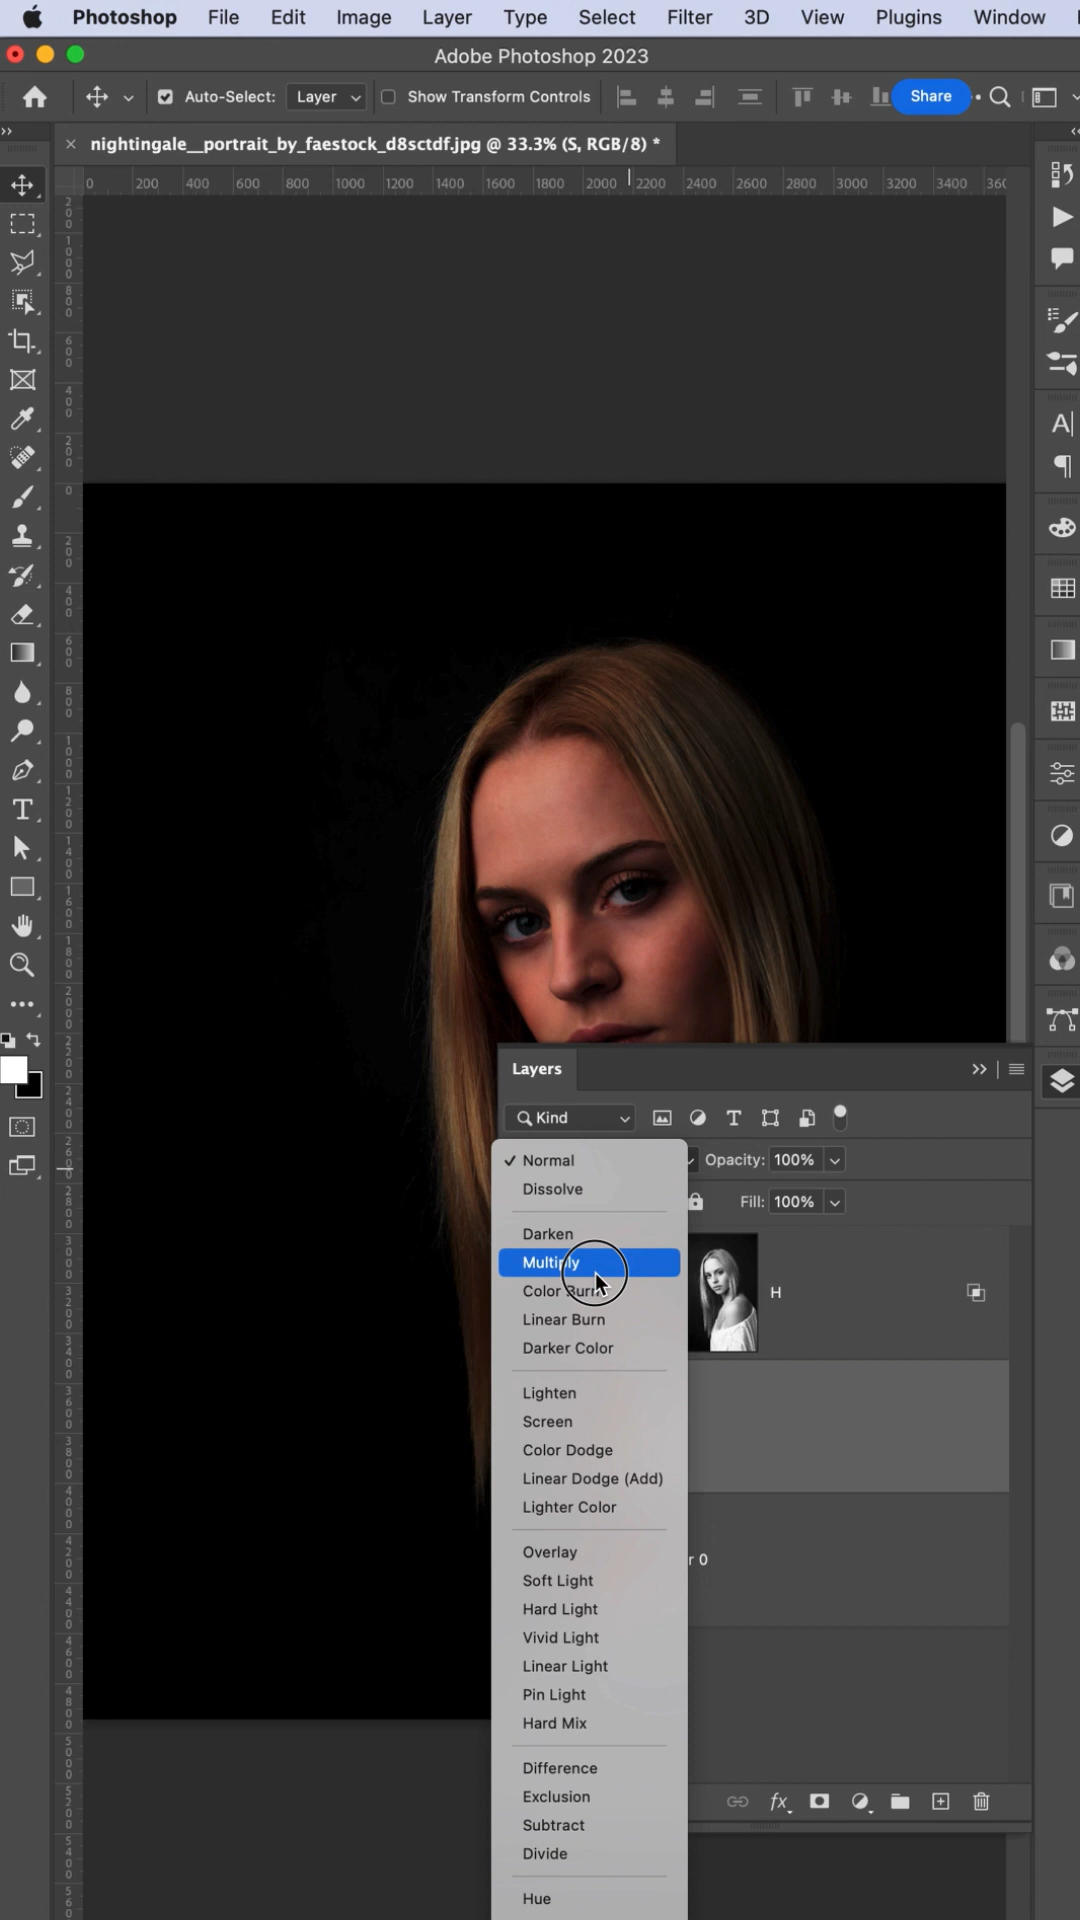 Photoshop File Edit Image Layer Type Select Filter 3D View Plugins Window
Adobe Photoshop 2023
Auto-Select: Layer Show Transform Controls Share
× nightingale__portrait_by_faestock_d8sctdf.jpg @ 33.3% (S, RGB/8) *
0 200 400 600 800 1000 1200 1400 1600 1800 2000 2200 2400 2600 2800 3000 3200 3400 360
Layers
Kind
Normal Opacity: 100%
Dissolve
Fill: 100%
Darken
Multiply
Color Burn
H
Linear Burn
Darker Color
Lighten
Screen
Color Dodge
Linear Dodge (Add)
Lighter Color
Overlay
r 0
Soft Light
Hard Light
Vivid Light
Linear Light
Pin Light
Hard Mix
Difference
Exclusion
fx
Subtract
Divide
Hue